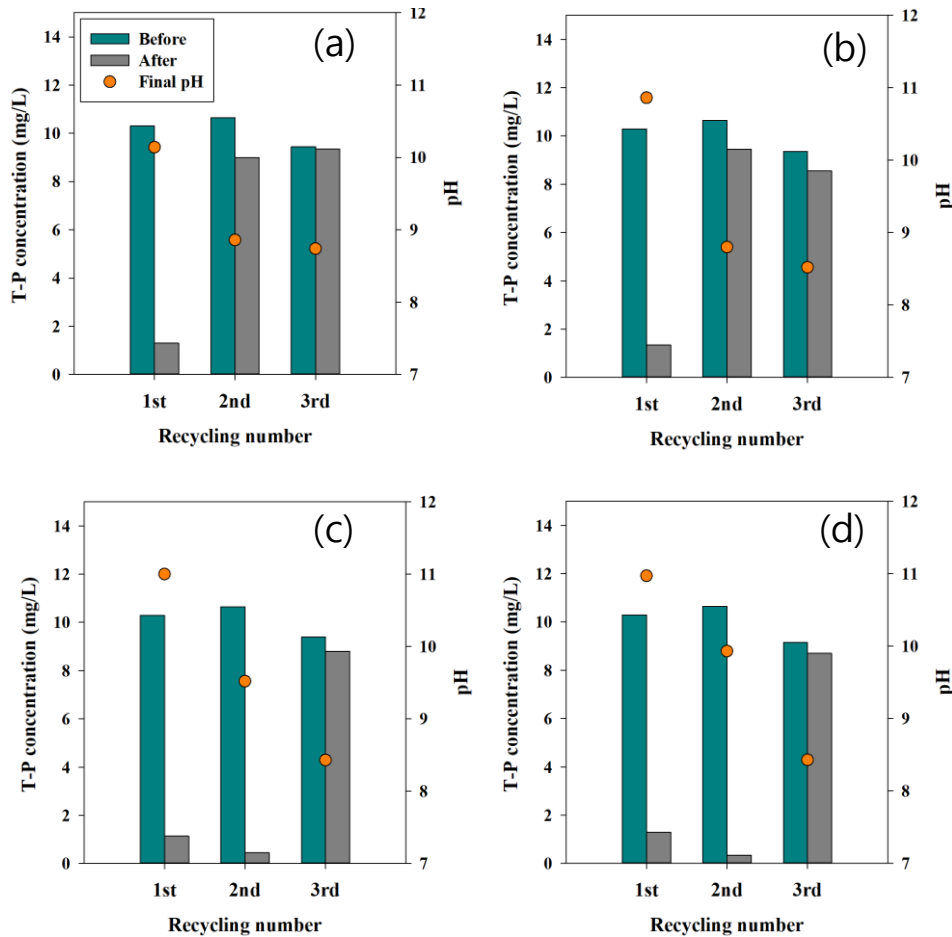 Before
After
Final pH
(a)
T-P concentration (mg/L)
14
12
10
8
6
4
2
0
12
11
10
9
8
7
pH
1st 2nd 3rd
Recycling number
(b)
T-P concentration (mg/L)
14
12
10
8
6
4
2
0
12
11
10
9
8
7
pH
1st 2nd 3rd
Recycling number
(c)
T-P concentration (mg/L)
14
12
10
8
6
4
2
0
12
11
10
9
8
7
pH
1st 2nd 3rd
Recycling number
(d)
T-P concentration (mg/L)
14
12
10
8
6
4
2
0
12
11
10
9
8
7
pH
1st 2nd 3rd
Recycling number